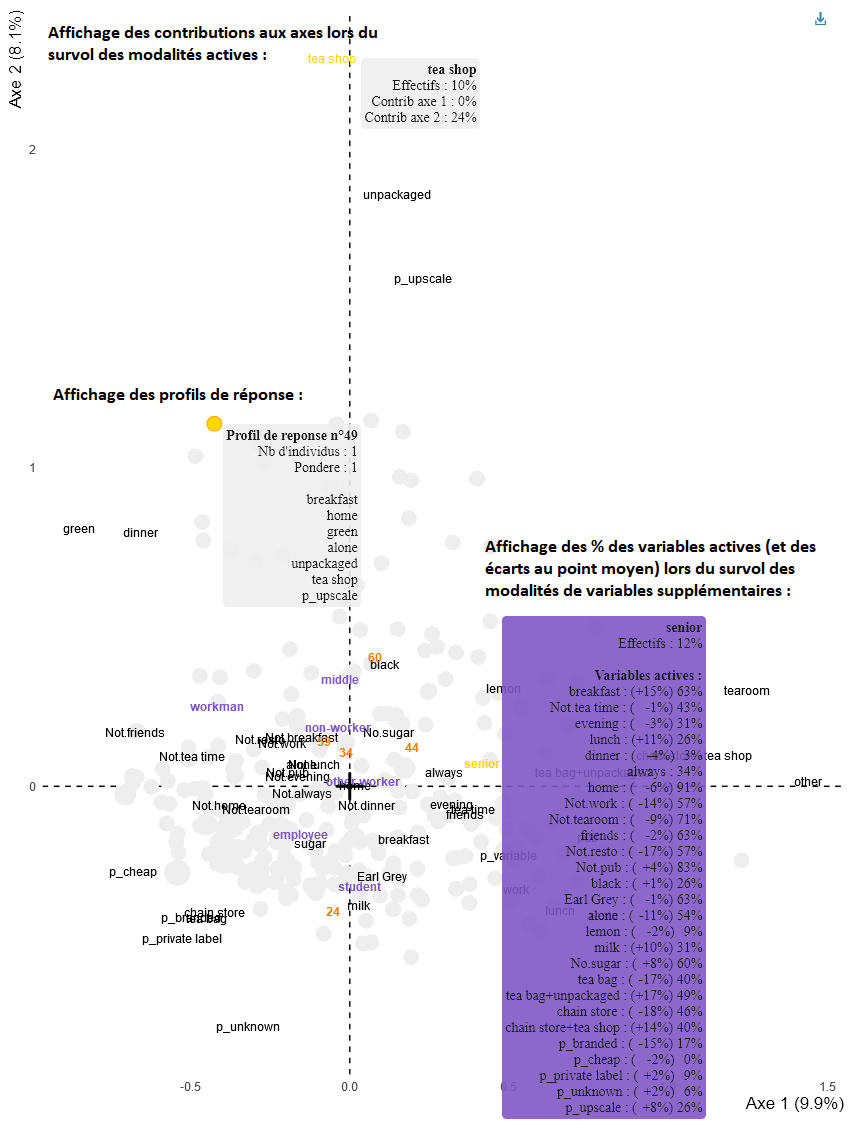 Affichage des contributions aux axes lors du
survol des modalités actives :
Axe 2 (8.1%)
tea shop
tea shop
Effectifs : 10%
Contrib axe 1 : 0%
Contrib axe 2 : 24%
2
unpackaged
p_upscale
Affichage des profils de réponse :
Profil de reponse n°49
Nb d'individus : 1
Pondere : 1
breakfast
home
green
alone
unpackaged
tea shop
p_upscale
1
green
dinner
Affichage des % des variables actives (et des
écarts au point moyen) lors du survol des
modalités de variables supplémentaires :
senior
Effectifs : 12%
Variables actives :
breakfast : (+15%) 63%
Not.tea time : ( -1%) 43%
evening : ( -3%) 31%
lunch : (+11%) 26%
dinner : ( -4%) 3%
always : 34%
home : ( -6%) 91%
Not.work : ( -14%) 57%
Not.tearoom : ( -9%) 71%
friends : ( -2%) 63%
Not.resto : ( -17%) 57%
Not.pub : ( +4%) 83%
black : ( +1%) 26%
Earl Grey : ( -1%) 63%
alone : ( -11%) 54%
lemon : ( -2%) 9%
milk : (+10%) 31%
No.sugar : ( +8%) 60%
tea bag : ( -17%) 40%
tea bag+unpackaged : (+17%) 49%
chain store : ( -18%) 46%
chain store+tea shop : (+14%) 40%
p_branded : ( -15%) 17%
p_cheap : ( -2%) 0%
p_private label : ( +2%) 9%
p_unknown : ( +2%) 6%
p_upscale : ( +8%) 26%
60
black
middle
lemon
tearoom
workman
Not.friends
non-worker
No.sugar
Not.resto
Not.breakfast
Not.work
39
34
44
Not.tea time
alone
Not.lunch
senior
chain store+tea shop
Not.pub
Not.evening
always
tea bag+unpackaged
0
other worker
home
other
Not.always
Not.home
Not.tearoom
Not.dinner
evening
tea time
friends
employee
sugar
breakfast
p_variable
p_cheap
Earl Grey
student
work
24
milk
lunch
chain store
p_branded
tea bag
p_private label
p_unknown
-0.5
0.0
0.5
1.5
Axe 1 (9.9%)